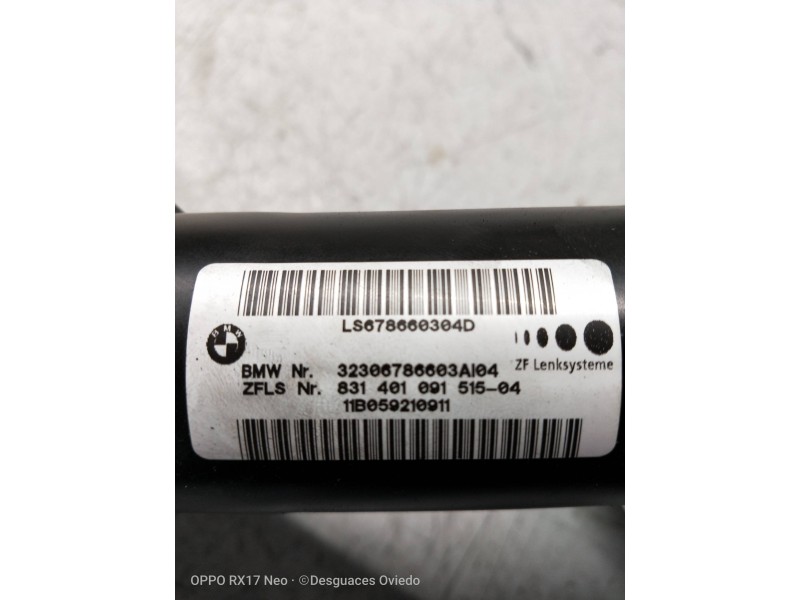 LS678660304D
BMW
BMW Nr. 32306786603AI04
ZF Lenksysteme
ZFLS Nr. 831 401 091 515-04
11B059210911
OPPO RX17 Neo · ©Desguaces Oviedo